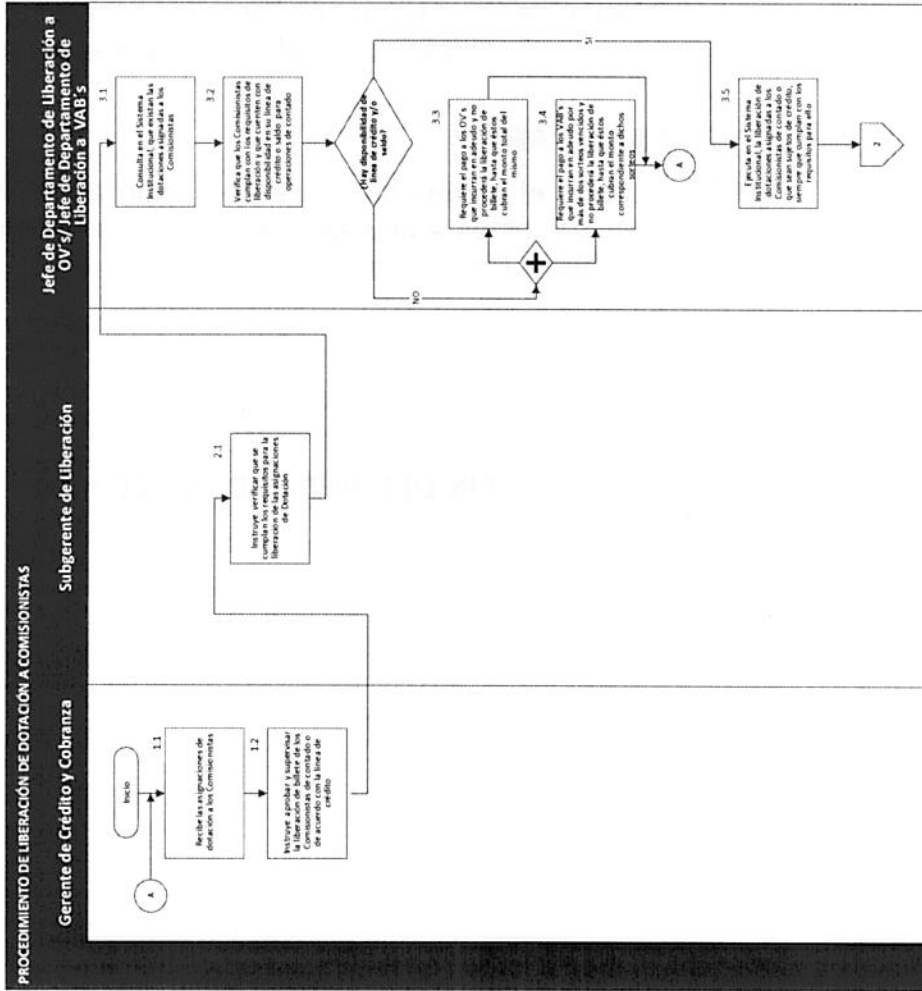 PROCEDIMIENTO DE LIBERACIÓN DE DOTACIÓN A COMISIONISTAS
Gerente de Crédito y Cobranza
Subgerente de Liberación
Jefe de Departamento de Liberación a
OV´s/ Jefe de Departamento de
Liberación a VAB´s
Inicio
A
1.1
Recibe las asignaciones de
dotación a los Comisionistas
1.2
Instruye aprobar y supervisar
la liberación de billete de los
Comisionistas de contado o
de acuerdo con la línea de
crédito
2.1
Instruye verificar que se
cumplan los requisitos para la
liberación de las asignaciones
de Dotación
3.1
Consulta en el Sistema
Institucional, que existan las
dotaciones asignadas a los
Comisionistas
3.2
Verifica que los Comisionistas
cumplan con los requisitos de
liberación y que cuenten con
disponibilidad en su línea de
crédito o saldo para
operaciones de contado
¿Hay disponibilidad de
línea de crédito y/o
saldo?
NO
SI
3.3
Requiere el pago a los OV's
que incurran en adeudo y no
procederá la liberación de
billete, hasta que éstos
cubran el monto total del
mismo
3.4
Requiere el pago a los VAB's
que incurran en adeudo por
más de dos sorteos vencidos y
no procederá la liberación de
billete, hasta que éstos
cubran el monto
correspondiente a dichos
sorteos
A
3.5
Ejecuta en el Sistema
Institucional, la liberación de
dotaciones asignadas a los
Comisionistas de contado o
que sean sujetos de crédito,
siempre que cumplan con los
requisitos para ello
2